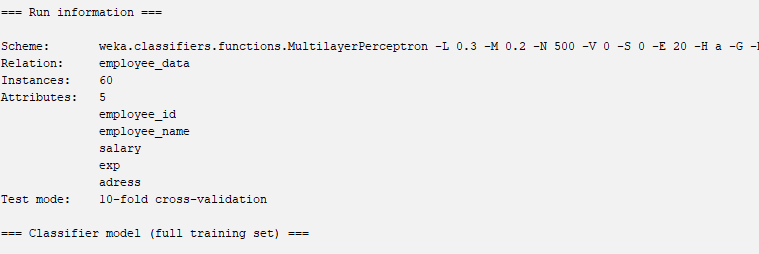 === Run information ===
Scheme: weka.classifiers.functions.MultilayerPerceptron -L 0.3 -M 0.2 -N 500 -V 0 -S 0 -E 20 -H a -G
Relation: employee_data
Instances: 60
Attributes: 5
employee_id
employee_name
salary
exp
adress
Test mode: 10-fold cross-validation
=== Classifier model (full training set) ===